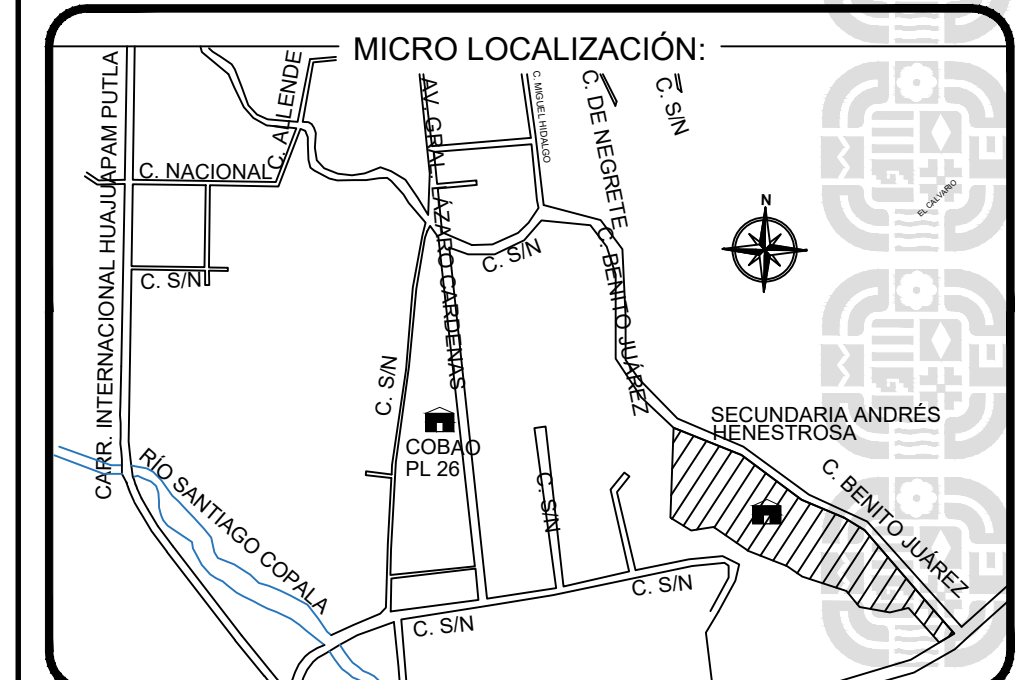 MICRO LOCALIZACIÓN:
CARR. INTERNACIONAL HUAJUAPAM PUTLA
C. ALLENDE
AV. GRAL. LÁZARO CARDENAS
C. MIGUEL HIDALGO
C. DE NEGRETE
C. S/N
C. NACIONAL
EL CALVARIO
N
C. S/N
C. S/N
C. BENITO JUÁREZ
C. S/N
SECUNDARIA ANDRÉS
HENESTROSA
COBAO
PL 26
RÍO SANTIAGO COPALA
C. S/N
C. BENITO JUÁREZ
C. S/N
C. S/N